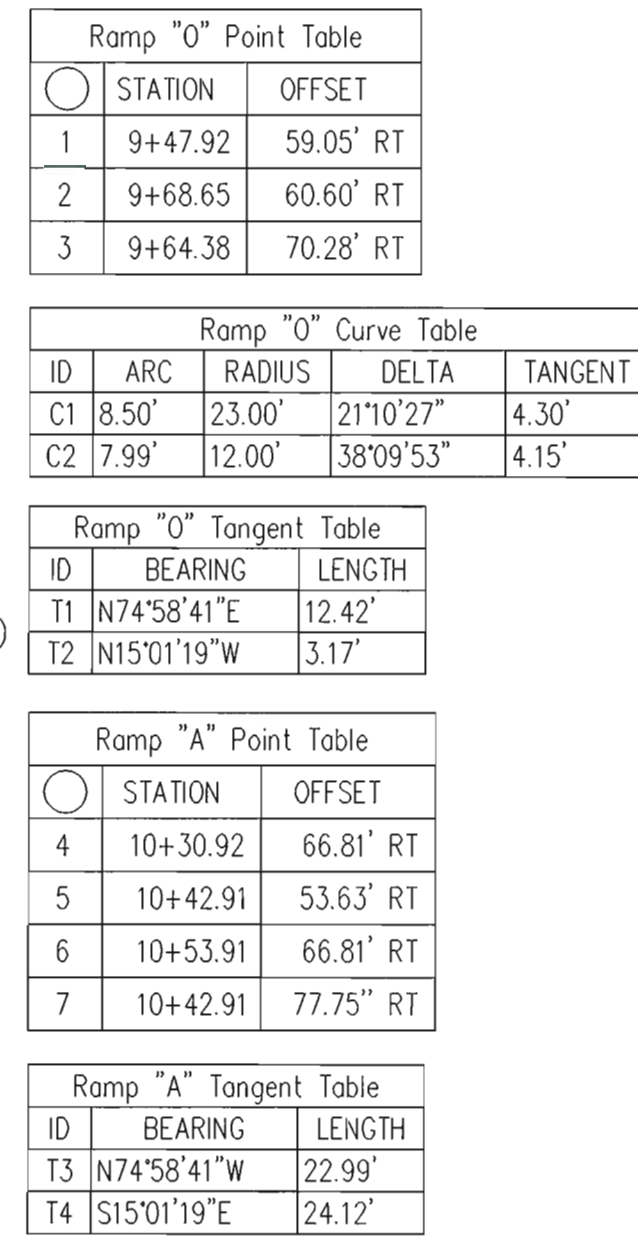 Ramp "O" Point Table
STATION OFFSET
1 9+47.92 59.05' RT
2 9+68.65 60.60' RT
3 9+64.38 70.28' RT
Ramp "O" Curve Table
ID ARC RADIUS DELTA TANGENT
C1 8.50' 23.00' 21°10'27" 4.30'
C2 7.99' 12.00' 38°09'53" 4.15'
Ramp "O" Tangent Table
ID BEARING LENGTH
T1 N74°58'41"E 12.42'
T2 N15°01'19"W 3.17'
Ramp "A" Point Table
STATION OFFSET
4 10+30.92 66.81' RT
5 10+42.91 53.63' RT
6 10+53.91 66.81' RT
7 10+42.91 77.75" RT
Ramp "A" Tangent Table
ID BEARING LENGTH
T3 N74°58'41"W 22.99'
T4 S15°01'19"E 24.12'